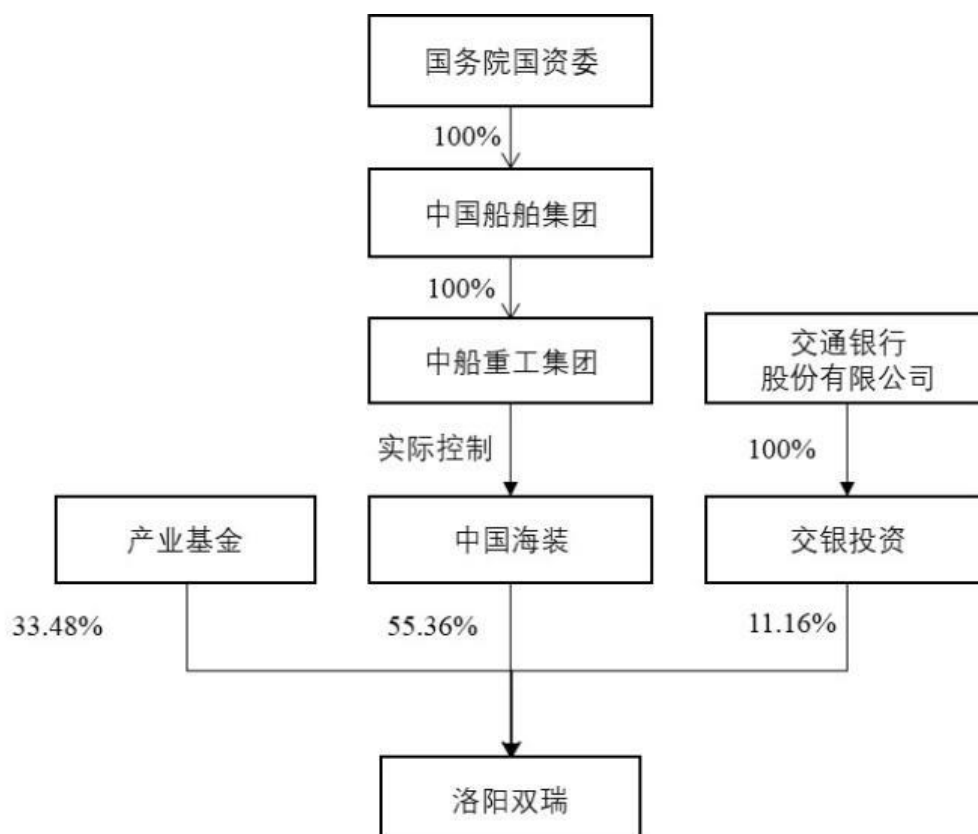 国务院国资委
100%
中国船舶集团
100%
中船重工集团
交通银行
股份有限公司
实际控制
100%
产业基金
中国海装
交银投资
33.48%
55.36%
11.16%
洛阳双瑞